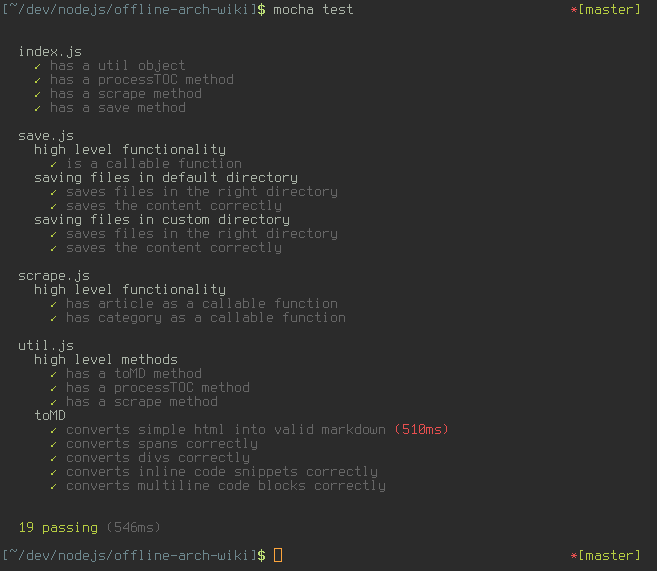 [~/dev/nodejs/offline-arch-wiki]$ mocha test *[master]
index.js
✓ has a util object
✓ has a processTOC method
✓ has a scrape method
✓ has a save method
save.js
high level functionality
✓ is a callable function
saving files in default directory
✓ saves files in the right directory
✓ saves the content correctly
saving files in custom directory
✓ saves files in the right directory
✓ saves the content correctly
scrape.js
high level functionality
✓ has article as a callable function
✓ has category as a callable function
util.js
high level methods
✓ has a toMD method
✓ has a processTOC method
✓ has a scrape method
toMD
✓ converts simple html into valid markdown (510ms)
✓ converts spans correctly
✓ converts divs correctly
✓ converts inline code snippets correctly
✓ converts multiline code blocks correctly
19 passing (546ms)
[~/dev/nodejs/offline-arch-wiki]$ *[master]